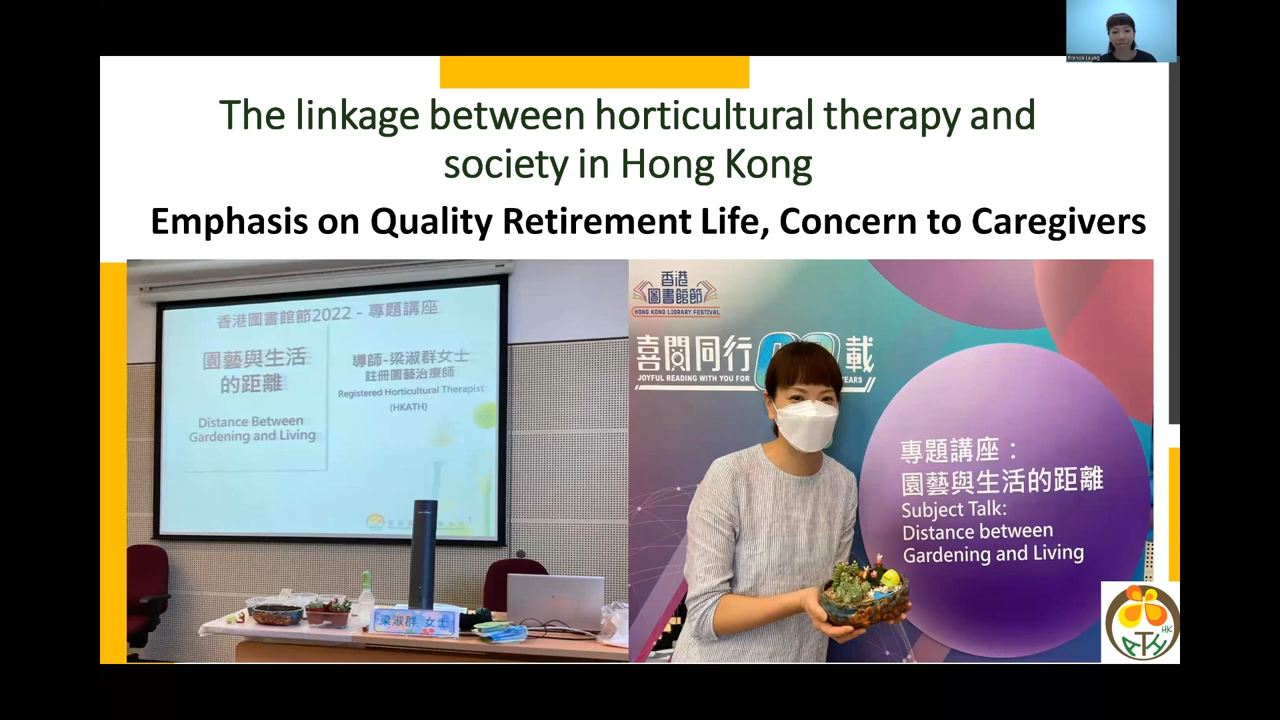 The linkage between horticultural therapy and
society in Hong Kong
Emphasis on Quality Retirement Life, Concern to Caregivers
香港圖書館節2022 - 專題講座
園藝與生活
的距離
Distance Between
Gardening and Living
導師-梁淑群女士
註冊園藝治療師
Registered Horticultural Therapist
(HKATH)
梁淑群 女士
香港
圖書館節
HONG KONG LIBRARY FESTIVAL
喜閱同行
載
JOYFUL READING WITH YOU FOR
YEARS
專題講座：
園藝與生活的距離
Subject Talk:
Distance between
Gardening and Living
HK
ATH